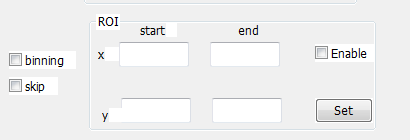 ROI
start end
binning x Enable
skip
y Set